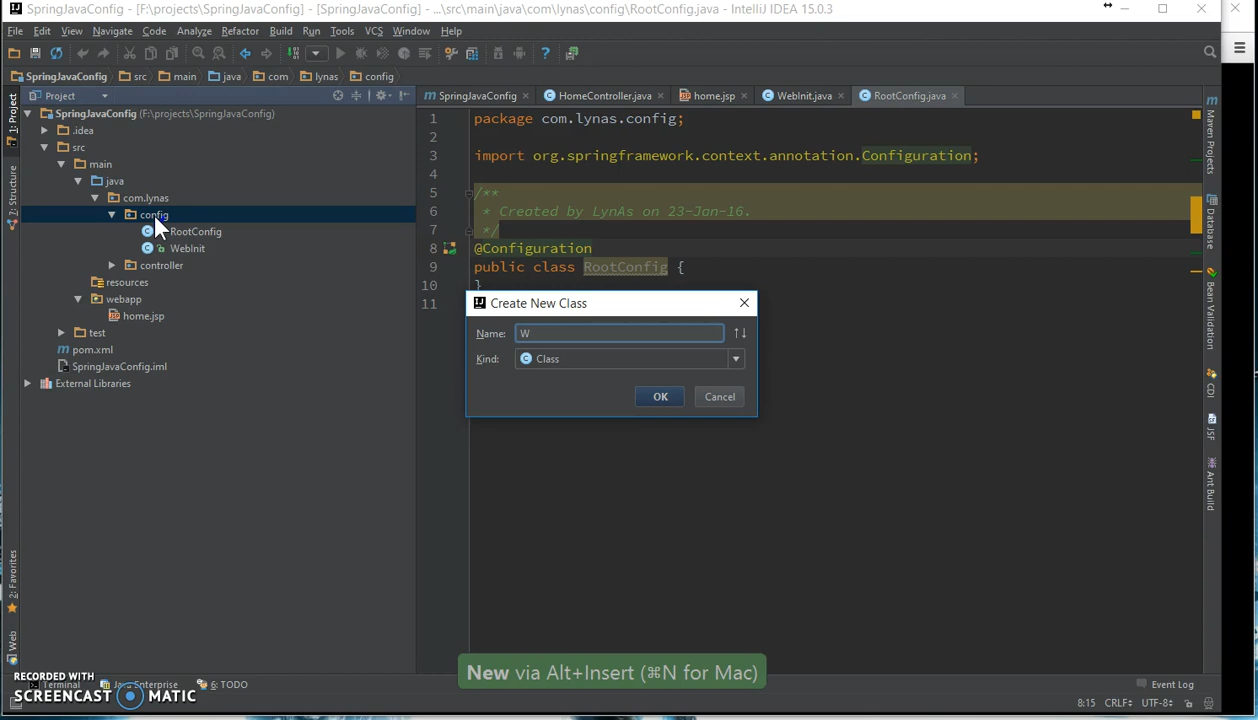 SpringJavaConfig - [F:\projects\SpringJavaConfig] - [SpringJavaConfig] - ...\src\main\java\com\lynas\config\RootConfig.java - IntelliJ IDEA 15.0.3
File Edit View Navigate Code Analyze Refactor Build Run Tools VCS Window Help
SpringJavaConfig src main java com lynas config
Project
SpringJavaConfig HomeController.java home.jsp WebInit.java RootConfig.java
1: Project
7: Structure
2: Favorites
Web
SpringJavaConfig (F:\projects\SpringJavaConfig)
.idea
src
main
java
com.lynas
config
RootConfig
WebInit
controller
resources
webapp
home.jsp
test
pom.xml
SpringJavaConfig.iml
External Libraries
1 package com.lynas.config;
2
3 import org.springframework.context.annotation.Configuration;
4
5 /**
6 * Created by LynAs on 23-Jan-16.
7 */
8 @Configuration
9 public class RootConfig {
10 }
11
Create New Class
Name: W
Kind: Class
OK Cancel
Maven Projects
Database
Bean Validation
CDI
JSF
Ant Build
New via Alt+Insert (⌘N for Mac)
RECORDED WITH
SCREENCAST MATIC
Terminal Java Enterprise 6: TODO
Event Log
8:15 CRLF UTF-8